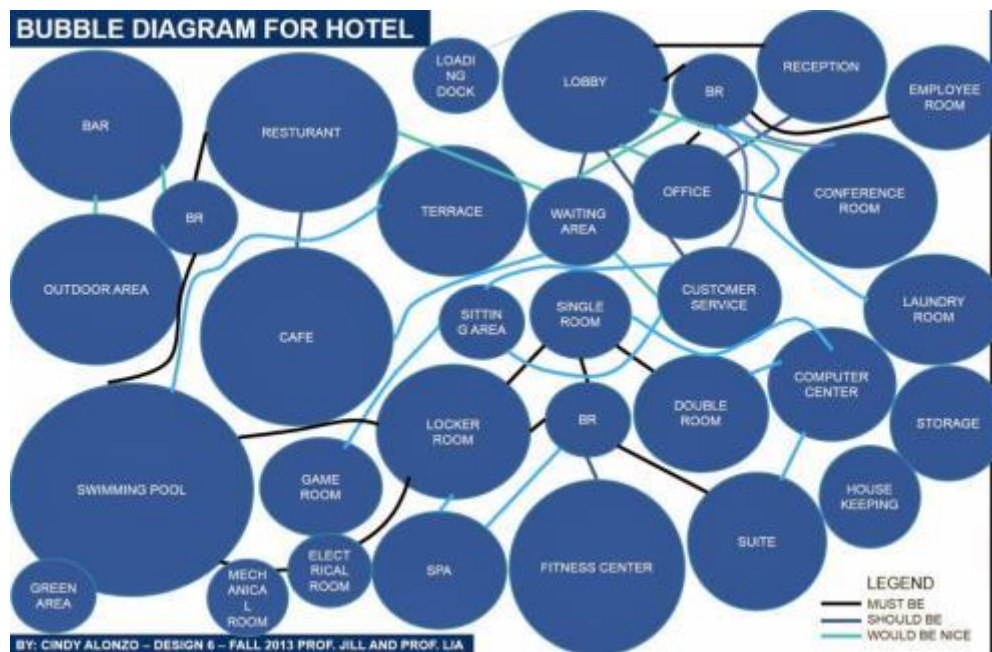 BUBBLE DIAGRAM FOR HOTEL
LOADI
NG
DOCK
LOBBY
BR
RECEPTION
EMPLOYEE
ROOM
BAR
RESTURANT
BR
TERRACE
WAITING
AREA
OFFICE
CONFERENCE
ROOM
OUTDOOR AREA
CAFE
SITTIN
G AREA
SINGLE
ROOM
CUSTOMER
SERVICE
LAUNDRY
ROOM
LOCKER
ROOM
BR
DOUBLE
ROOM
COMPUTER
CENTER
STORAGE
SWIMMING POOL
GAME
ROOM
HOUSE
KEEPING
GREEN
AREA
MECH
ANICA
L
ROOM
ELECT
RICAL
ROOM
SPA
FITNESS CENTER
SUITE
LEGEND
MUST BE
SHOULD BE
WOULD BE NICE
BY: CINDY ALONZO – DESIGN 6 – FALL 2013 PROF. JILL AND PROF. LIA